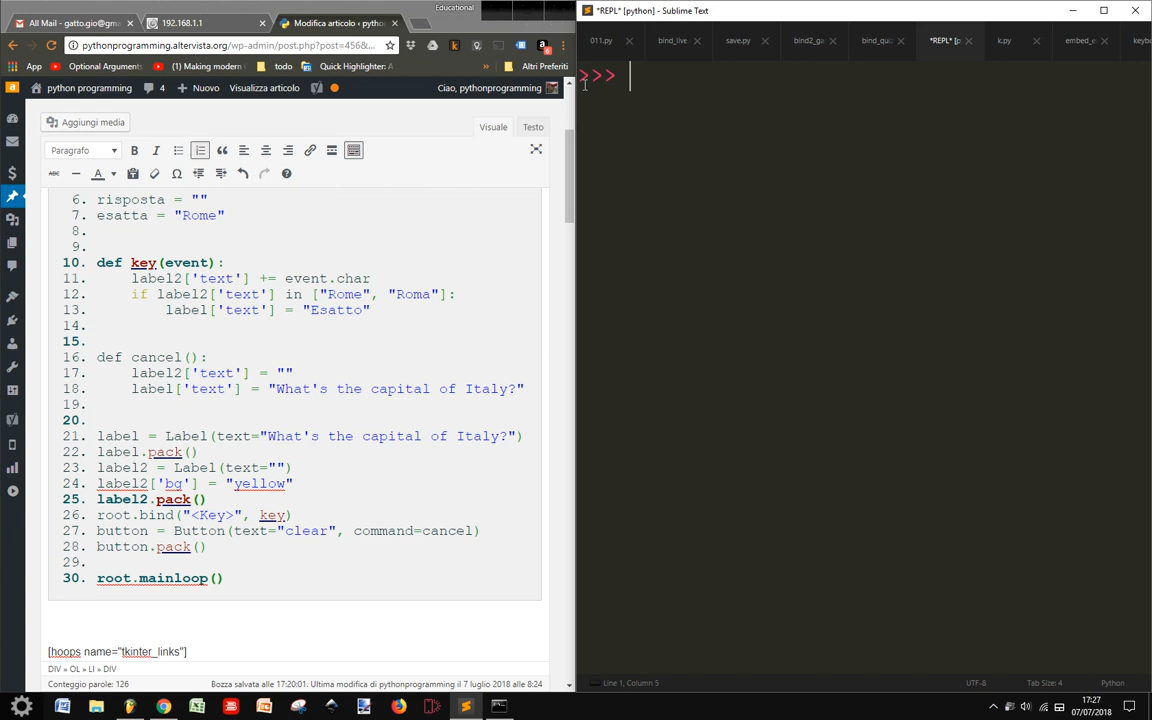 Educational
All Mail - gatto.gio@gma
192.168.1.1
Modifica articolo ‹ pytho
pythonprogramming.altervista.org/wp-admin/post.php?post=456&
App
Optional Arguments
Making modern
todo
Quick Highlighter: A
Altri Preferiti
python programming
4
Nuovo
Visualizza articolo
Ciao, pythonprogramming
Aggiungi media
Visuale
Testo
Paragrafo
6. risposta = ""
7. esatta = "Rome"
8.
9.
10. def key(event):
11. label2['text'] += event.char
12. if label2['text'] in ["Rome", "Roma"]:
13. label['text'] = "Esatto"
14.
15.
16. def cancel():
17. label2['text'] = ""
18. label['text'] = "What's the capital of Italy?"
19.
20.
21. label = Label(text="What's the capital of Italy?")
22. label.pack()
23. label2 = Label(text="")
24. label2['bg'] = "yellow"
25. label2.pack()
26. root.bind("<Key>", key)
27. button = Button(text="clear", command=cancel)
28. button.pack()
29.
30. root.mainloop()
[hoops name="tkinter_links"]
DIV » OL » LI » DIV
Conteggio parole: 126
Bozza salvata alle 17:20:01. Ultima modifica di pythonprogramming il 7 luglio 2018 alle 8:24
*REPL* [python] - Sublime Text
011.py
bind_live.
save.py
bind2_ga
bind_qui
*REPL* [p
k.py
embed_e
keybo
>>>
Line 1, Column 5
UTF-8
Tab Size: 4
Python
17:27
07/07/2018